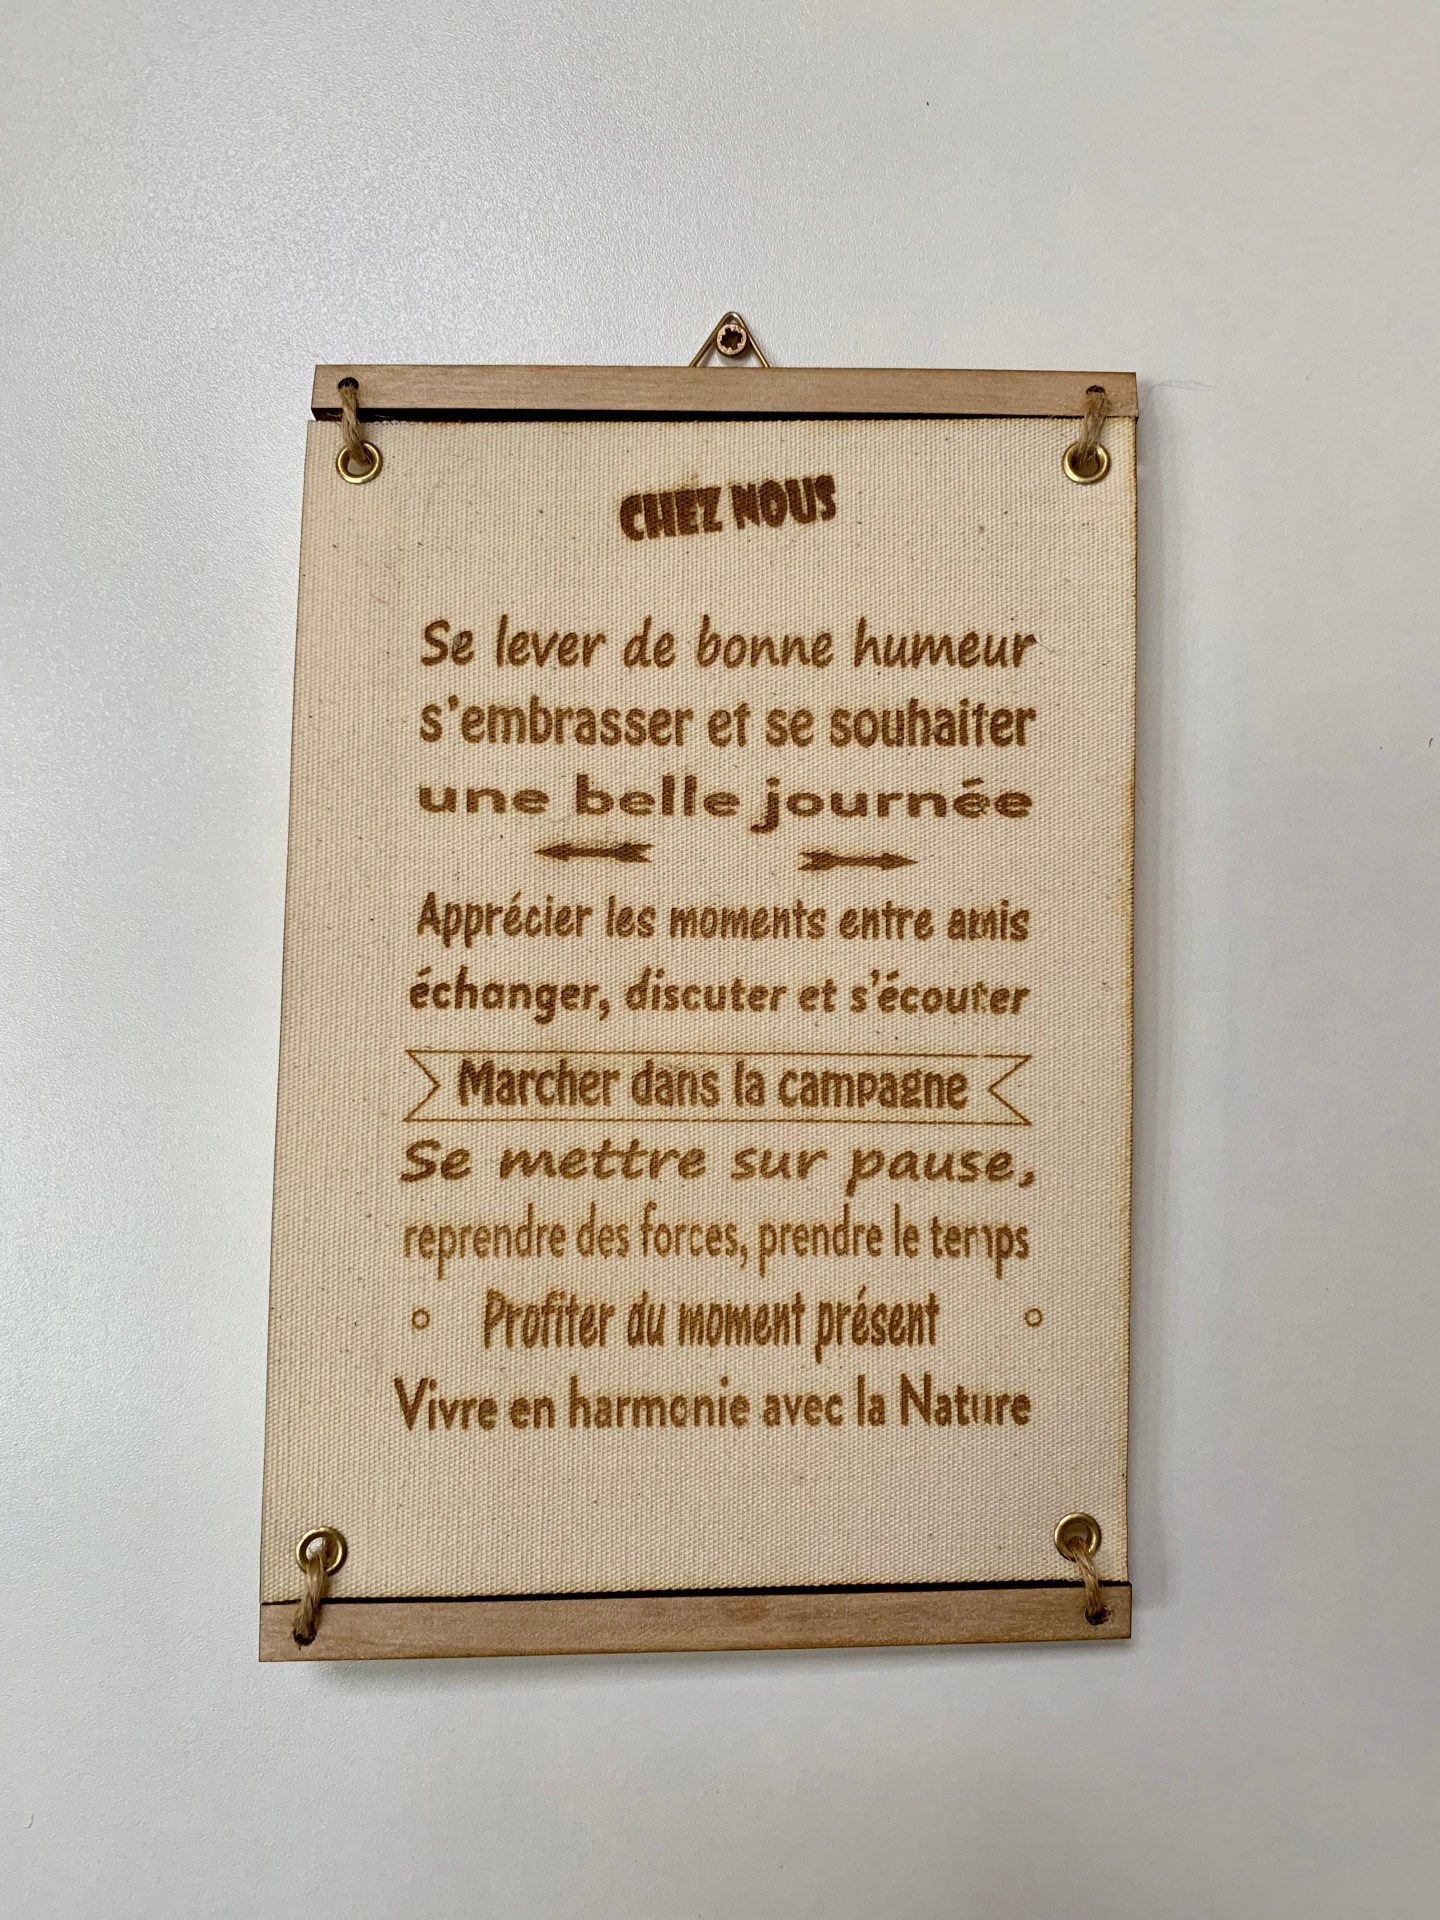 CHEZ NOUS
Se lever de bonne humeur
s'embrasser et se souhaiter
une belle journée
Apprécier les moments entre amis
échanger, discuter et s'écouter
Marcher dans la campagne
Se mettre sur pause,
reprendre des forces, prendre le temps
Profiter du moment présent
Vivre en harmonie avec la Nature